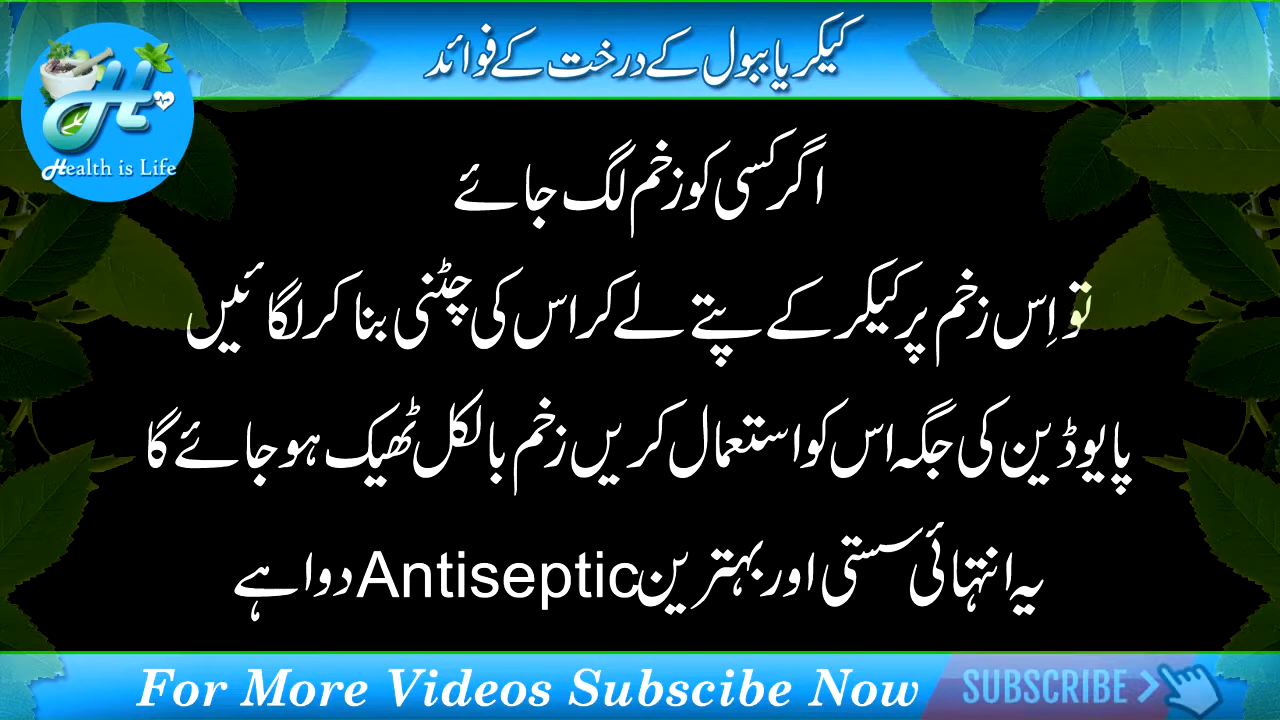 کیکر یا ببول کے درخت کے فوائد
Health is Life
اگر کسی کو زخم لگ جائے
تو اِس زخم پر کیکر کے پتے لے کر اس کی چٹنی بنا کر لگائیں
پایوڈین کی جگہ اس کو استعمال کریں زخم بالکل ٹھیک ہو جائے گا
یہ انتہائی سستی اور بہترین Antiseptic دوا ہے
For More Videos Subscibe Now
SUBSCRIBE